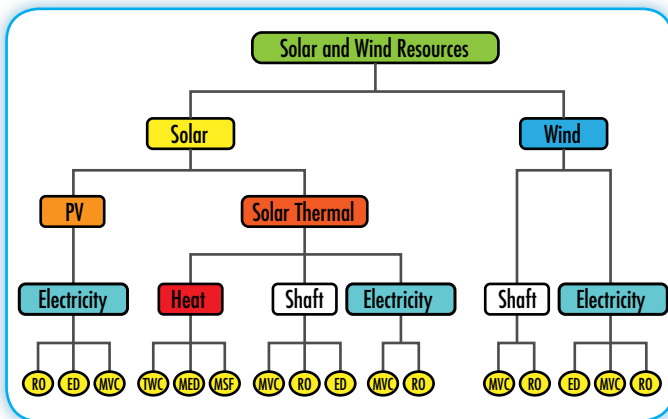 Solar and Wind Resources
Solar
Wind
PV
Solar Thermal
Electricity
Heat
Shaft
Electricity
Shaft
Electricity
RO
ED
MVC
TWC
MED
MSF
MVC
RO
ED
MVC
RO
MVC
RO
ED
MVC
RO